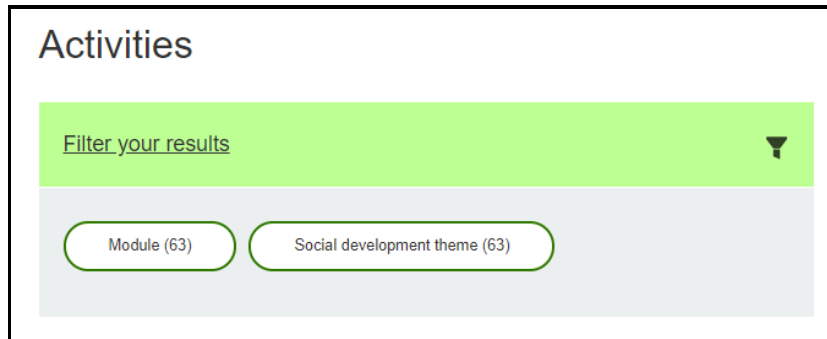 Activities
Filter your results
Module (63)
Social development theme (63)